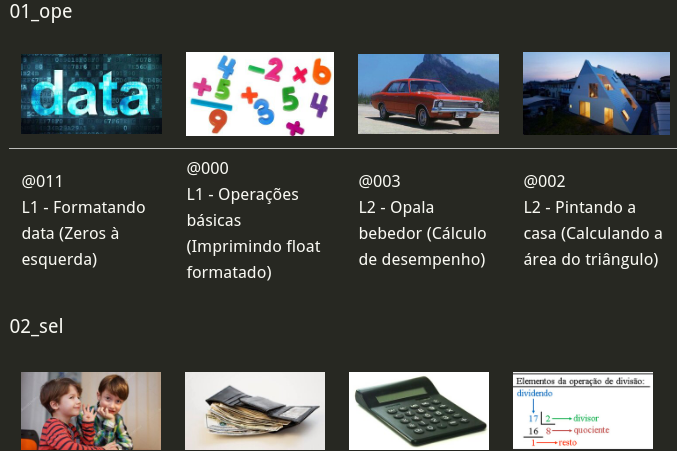 01_ope
data
4 - 2 × 6
+ 5
× 3 5 4
9
×
@011
L1 - Formatando
data (Zeros à
esquerda)
@000
L1 - Operações
básicas
(Imprimindo float
formatado)
@003
L2 - Opala
bebedor (Cálculo
de desempenho)
@002
L2 - Pintando a
casa (Calculando a
área do triângulo)
02_sel
Elementos da operação de divisão:
dividendo
17 2 divisor
16 8 quociente
1 resto